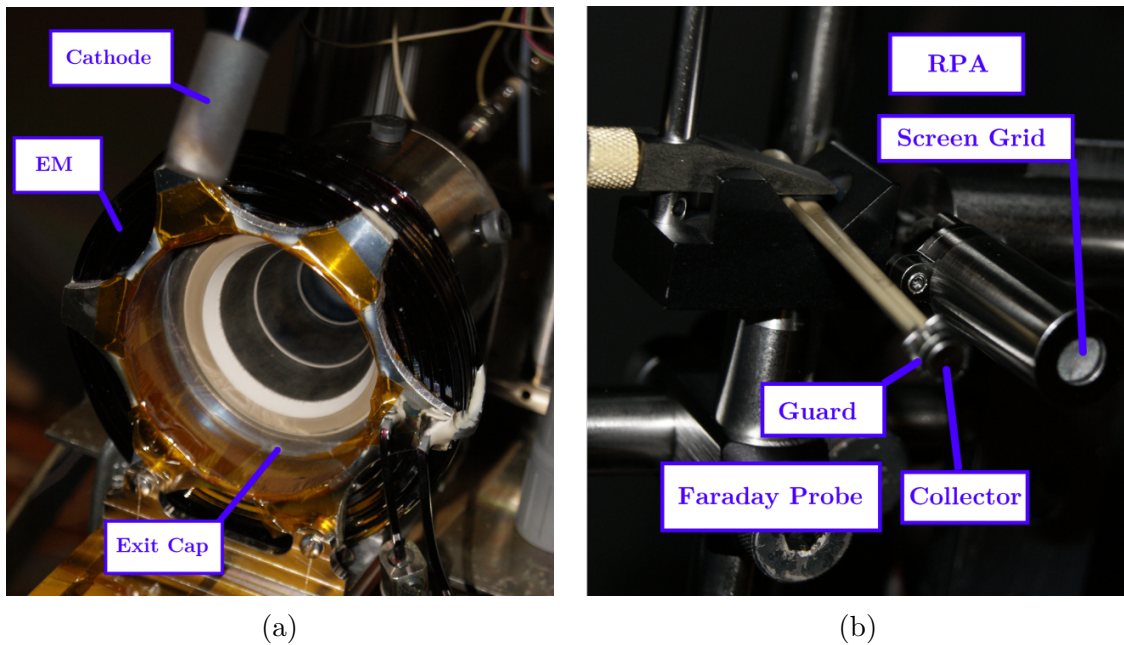 Cathode
EM
Exit Cap
RPA
Screen Grid
Guard
Faraday Probe
Collector
(a)
(b)